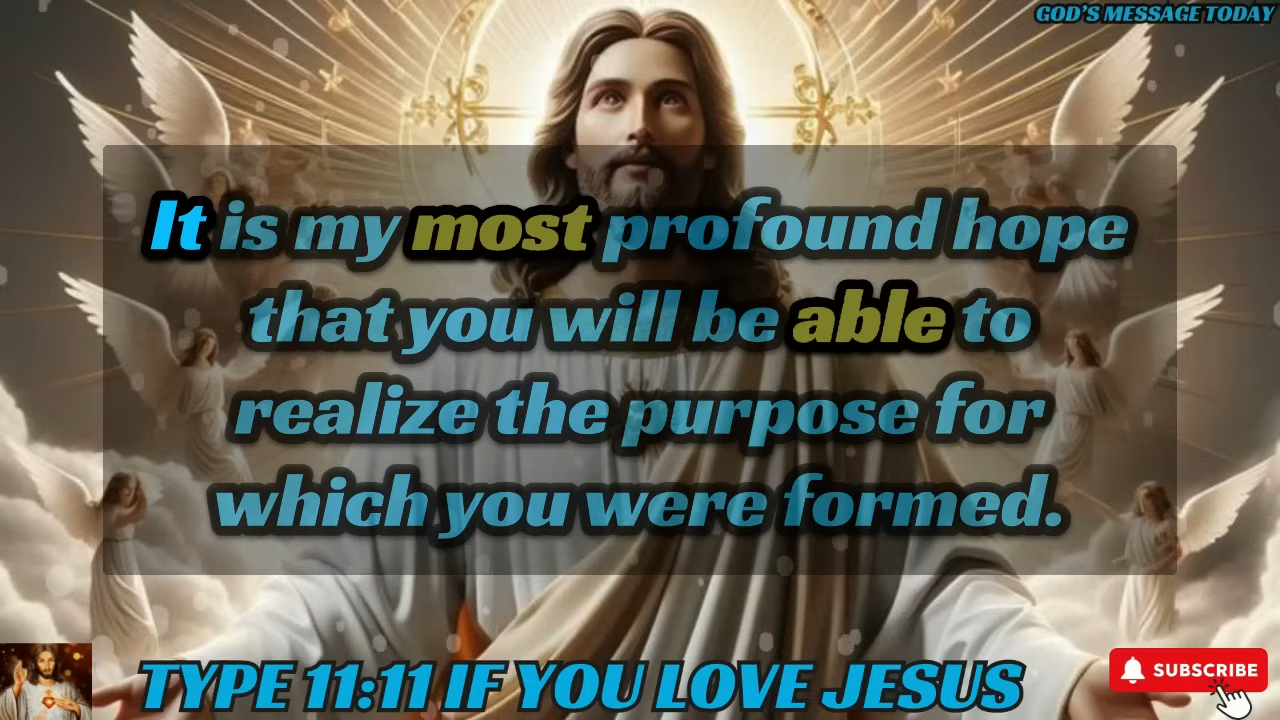 GOD'S MESSAGE TODAY
It is my most profound hope
that you will be able to
realize the purpose for
which you were formed.
TYPE 11:11 IF YOU LOVE JESUS
SUBSCRIBE